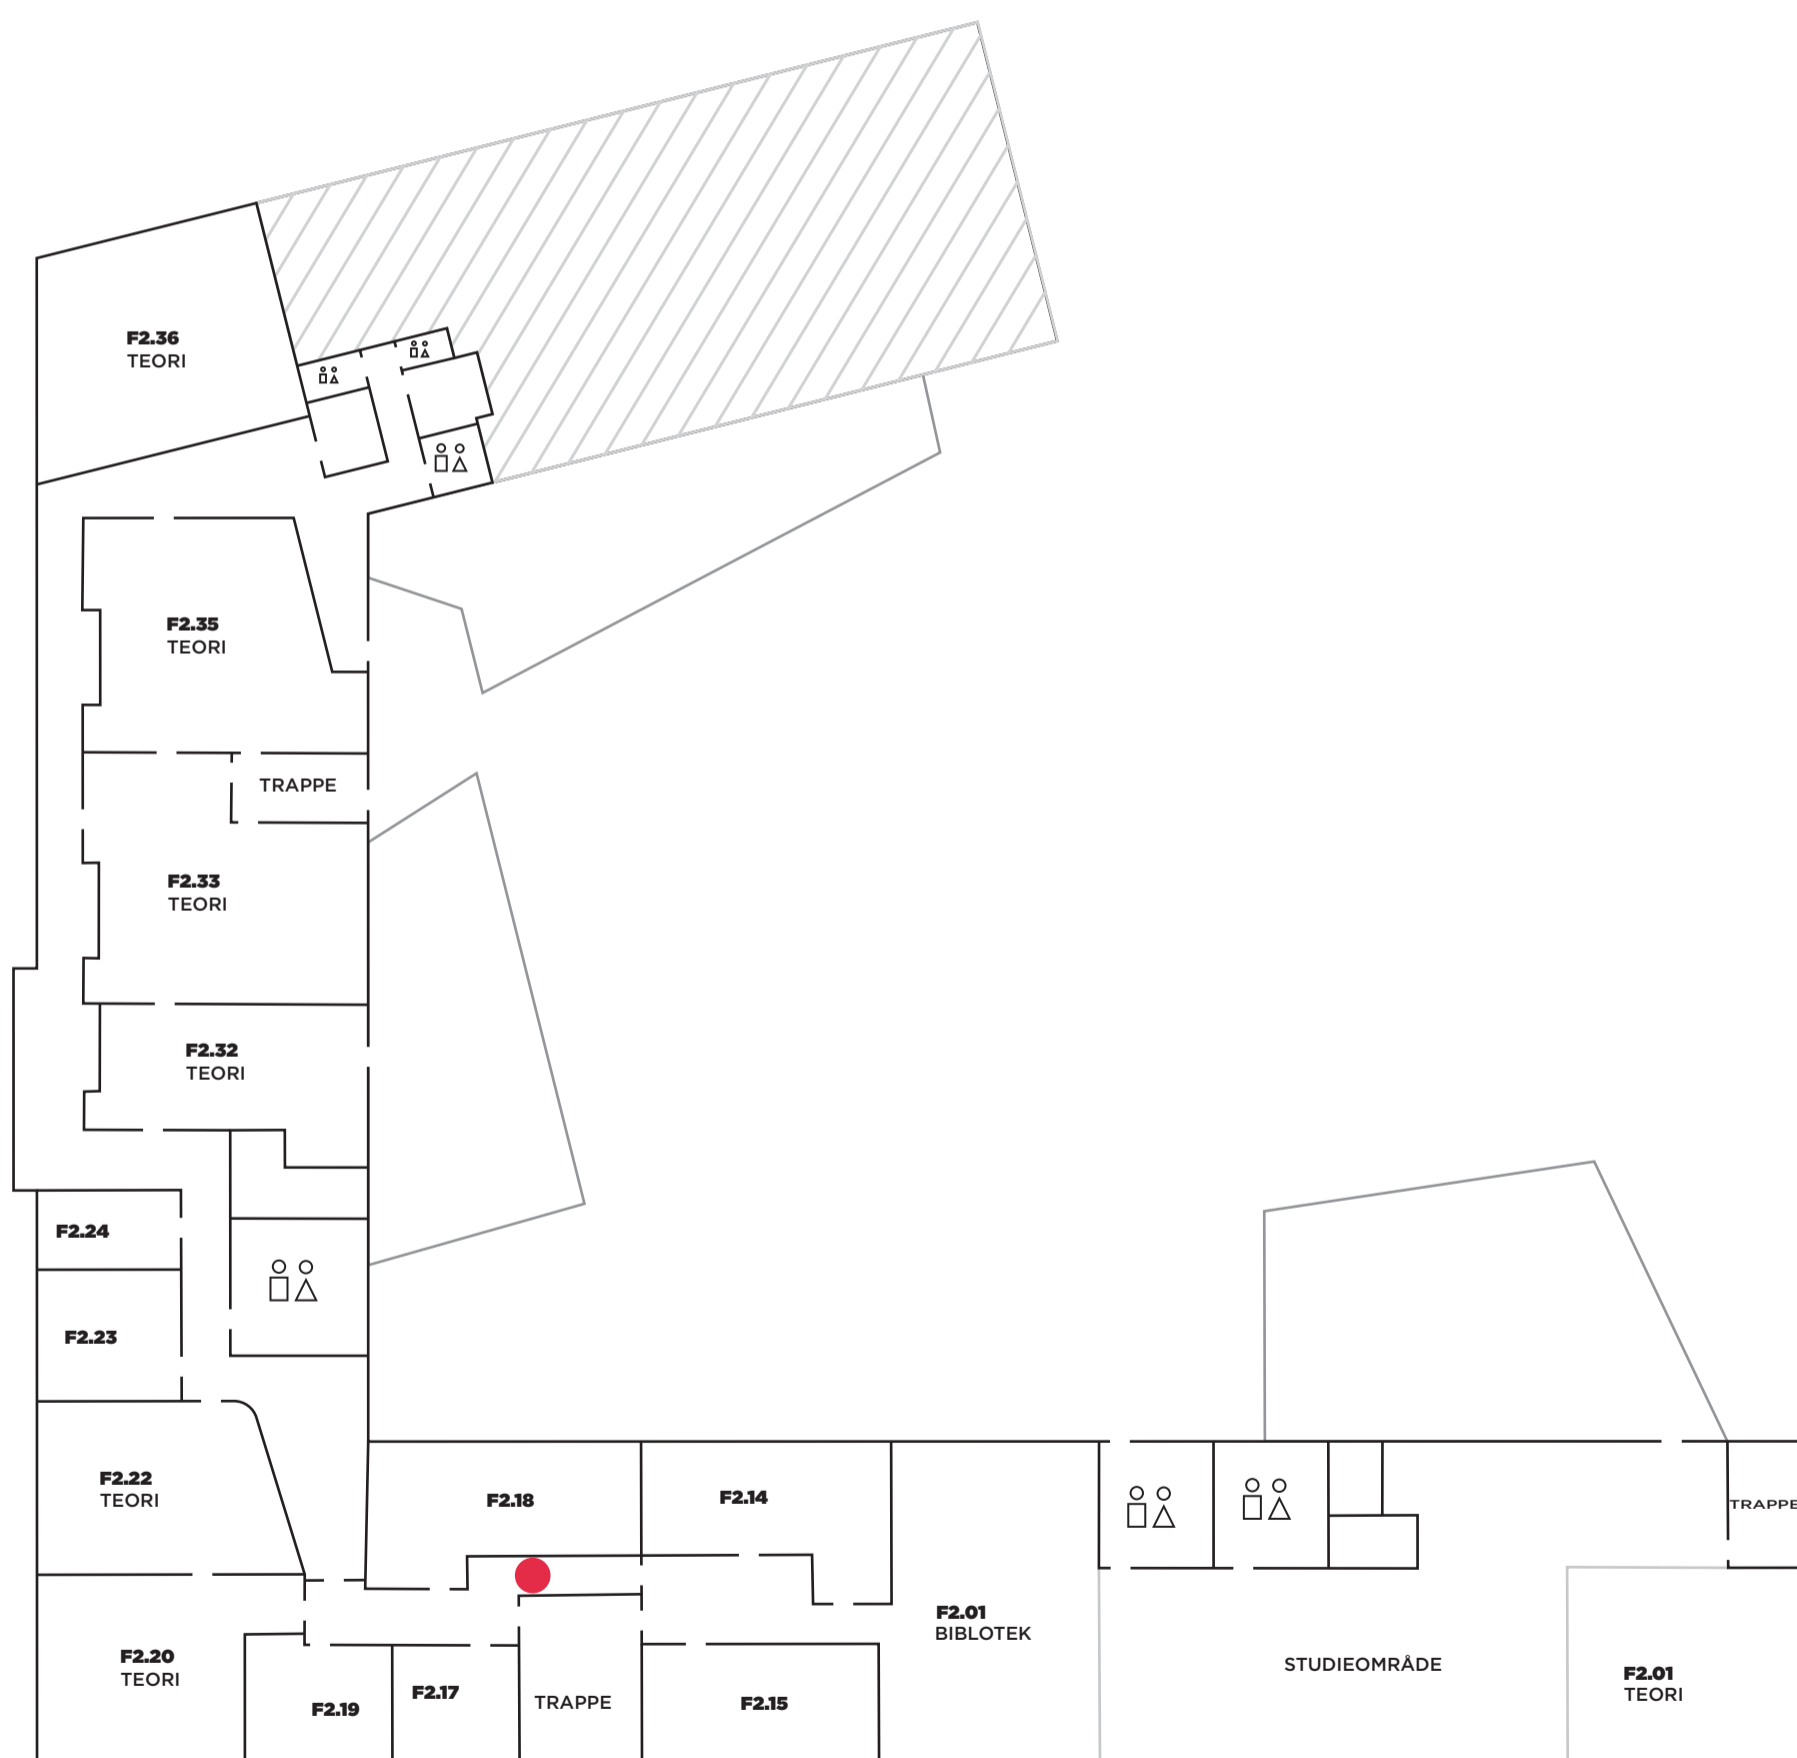 F2.36
TEORI
F2.35
TEORI
TRAPPE
F2.33
TEORI
F2.32
TEORI
F2.24
F2.23
F2.22
TEORI
F2.18
F2.14
TRAPPE
F2.01
BIBLOTEK
F2.20
TEORI
F2.19
F2.17
TRAPPE
F2.15
STUDIEOMRÅDE
F2.01
TEORI